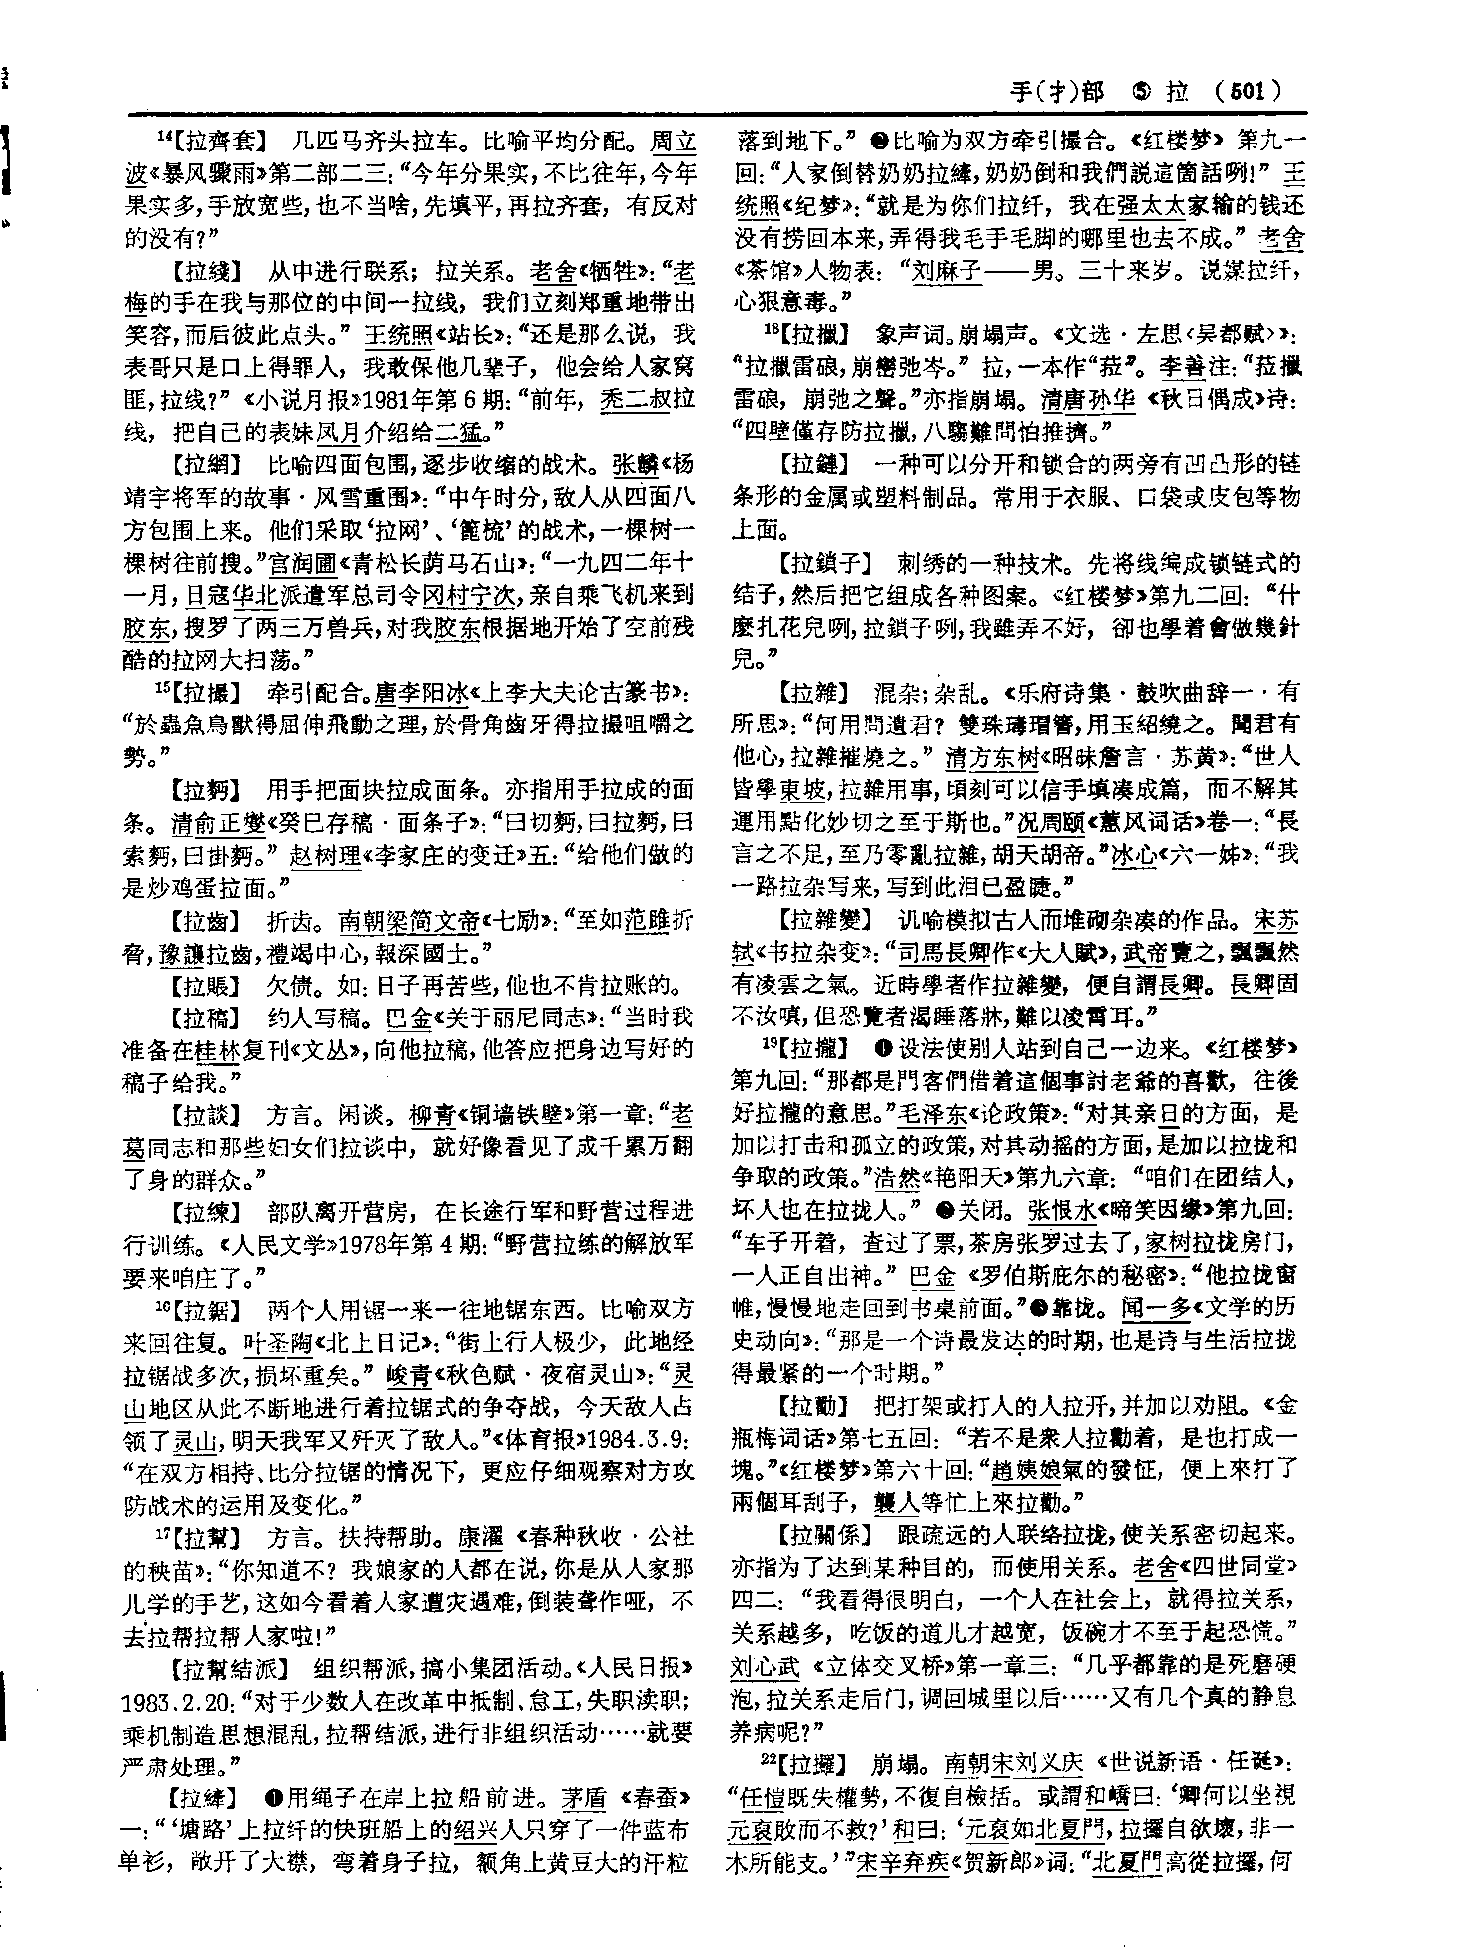 手(扌)部 ⑤ 拉 (501)
14【拉齊套】 几匹马齐头拉车。比喻平均分配。周立
波《暴风骤雨》第二部二三：“今年分果实，不比往年，今年
果实多，手放宽些，也不当啥，先填平，再拉齐套，有反对
的没有？”
【拉綫】 从中进行联系；拉关系。老舍《牺牲》：“老
梅的手在我与那位的中间一拉线，我们立刻郑重地带出
笑容，而后彼此点头。”王统照《站长》：“还是那么说，我
表哥只是口上得罪人，我敢保他几辈子，他会给人家窝
匪，拉线？”《小说月报》1981年第6期：“前年，秃二叔拉
线，把自己的表妹凤月介绍给二猛。”
【拉網】 比喻四面包围，逐步收缩的战术。张麟《杨
靖宇将军的故事·风雪重围》：“中午时分，敌人从四面八
方包围上来。他们采取‘拉网’、‘篦梳’的战术，一棵树一
棵树往前搜。”宫润圃《青松长荫马石山》：“一九四二年十
一月，日寇华北派遣军总司令冈村宁次，亲自乘飞机来到
胶东，搜罗了两三万兽兵，对我胶东根据地开始了空前残
酷的拉网大扫荡。”
15【拉撮】 牵引配合。唐李阳冰《上李大夫论古篆书》：
“於蟲魚鳥獸得屈伸飛動之理，於骨角齒牙得拉撮咀嚼之
勢。”
【拉麪】 用手把面块拉成面条。亦指用手拉成的面
条。清俞正燮《癸巳存稿·面条子》：“曰切麪，曰拉麪，曰
索麪，曰掛麪。”赵树理《李家庄的变迁》五：“给他们做的
是炒鸡蛋拉面。”
【拉齒】 折齿。南朝梁简文帝《七励》：“至如范雎折
脅，豫讓拉齒，禮竭中心，報深國士。”
【拉賬】 欠债。如：日子再苦些，他也不肯拉账的。
【拉稿】 约人写稿。巴金《关于丽尼同志》：“当时我
准备在桂林复刊《文丛》，向他拉稿，他答应把身边写好的
稿子给我。”
【拉談】 方言。闲谈。柳青《铜墙铁壁》第一章：“老
葛同志和那些妇女们拉谈中，就好像看见了成千累万翻
了身的群众。”
【拉練】 部队离开营房，在长途行军和野营过程进
行训练。《人民文学》1978年第4期：“野营拉练的解放军
要来咱庄了。”
16【拉鋸】 两个人用锯一来一往地锯东西。比喻双方
来回往复。叶圣陶《北上日记》：“街上行人极少，此地经
拉锯战多次，损坏重矣。”峻青《秋色赋·夜宿灵山》：“灵
山地区从此不断地进行着拉锯式的争夺战，今天敌人占
领了灵山，明天我军又歼灭了敌人。”《体育报》1984.3.9：
“在双方相持、比分拉锯的情况下，更应仔细观察对方攻
防战术的运用及变化。”
17【拉幫】 方言。扶持帮助。康濯《春种秋收·公社
的秧苗》：“你知道不？我娘家的人都在说，你是从人家那
儿学的手艺，这如今看着人家遭灾遇难，倒装聋作哑，不
去拉帮拉帮人家啦！”
【拉幫结派】 组织帮派，搞小集团活动。《人民日报》
1983.2.20：“对于少数人在改革中抵制、怠工，失职渎职；
乘机制造思想混乱，拉帮结派，进行非组织活动……就要
严肃处理。”
【拉縴】 ❶用绳子在岸上拉船前进。茅盾《春蚕》
一：“‘塘路’上拉纤的快班船上的绍兴人只穿了一件蓝布
单衫，敞开了大襟，弯着身子拉，额角上黄豆大的汗粒
落到地下。”❷比喻为双方牵引撮合。《红楼梦》第九一
回：“人家倒替奶奶拉縴，奶奶倒和我們説這箇話咧！”王
统照《纪梦》：“就是为你们拉纤，我在强太太家输的钱还
没有捞回本来，弄得我毛手毛脚的哪里也去不成。”老舍
《茶馆》人物表：“刘麻子——男。三十来岁。说媒拉纤，
心狠意毒。”
18【拉擸】 象声词。崩塌声。《文选·左思〈吴都赋〉》：
“拉擸雷硠，崩巒弛岑。”拉，一本作“菈”。李善注：“菈擸
雷硠，崩弛之聲。”亦指崩塌。清唐孙华《秋日偶成》诗：
“四壁僅存防拉擸，八騶難問怕推擠。”
【拉鏈】 一种可以分开和锁合的两旁有凹凸形的链
条形的金属或塑料制品。常用于衣服、口袋或皮包等物
上面。
【拉鎖子】 刺绣的一种技术。先将线编成锁链式的
结子，然后把它组成各种图案。《红楼梦》第九二回：“什
麼扎花兒咧，拉鎖子咧，我雖弄不好，卻也學着會做幾針
兒。”
【拉雜】 混杂；杂乱。《乐府诗集·鼓吹曲辞一·有
所思》：“何用問遺君？雙珠瑇瑁簪，用玉紹繞之。聞君有
他心，拉雜摧燒之。”清方东树《昭昧詹言·苏黄》：“世人
皆學東坡，拉雜用事，頃刻可以信手填凑成篇，而不解其
運用點化妙切之至于斯也。”况周颐《蕙风词话》卷一：“長
言之不足，至乃零亂拉雜，胡天胡帝。”冰心《六一姊》：“我
一路拉杂写来，写到此泪已盈睫。”
【拉雜變】 讥喻模拟古人而堆砌杂凑的作品。宋苏
轼《书拉杂变》：“司馬長卿作《大人賦》，武帝覽之，飄飄然
有凌雲之氣。近時學者作拉雜變，便自謂長卿。長卿固
不汝嗔，但恐覽者渴睡落牀，難以凌霄耳。”
19【拉攏】 ❶设法使别人站到自己一边来。《红楼梦》
第九回：“那都是門客們借着這個事討老爺的喜歡，往後
好拉攏的意思。”毛泽东《论政策》：“对其亲日的方面，是
加以打击和孤立的政策，对其动摇的方面，是加以拉拢和
争取的政策。”浩然《艳阳天》第九六章：“咱们在团结人，
坏人也在拉拢人。”❷关闭。张恨水《啼笑因缘》第九回：
“车子开着，查过了票，茶房张罗过去了，家树拉拢房门，
一人正自出神。”巴金《罗伯斯庇尔的秘密》：“他拉拢窗
帷，慢慢地走回到书桌前面。”❸靠拢。闻一多《文学的历
史动向》：“那是一个诗最发达的时期，也是诗与生活拉拢
得最紧的一个时期。”
【拉勸】 把打架或打人的人拉开，并加以劝阻。《金
瓶梅词话》第七五回：“若不是衆人拉勸着，是也打成一
塊。”《红楼梦》第六十回：“趙姨娘氣的發怔，便上來打了
兩個耳刮子，襲人等忙上來拉勸。”
【拉關係】 跟疏远的人联络拉拢，使关系密切起来。
亦指为了达到某种目的，而使用关系。老舍《四世同堂》
四二：“我看得很明白，一个人在社会上，就得拉关系，
关系越多，吃饭的道儿才越宽，饭碗才不至于起恐慌。”
刘心武《立体交叉桥》第一章三：“几乎都靠的是死磨硬
泡，拉关系走后门，调回城里以后……又有几个真的静息
养病呢？”
22【拉攞】 崩塌。南朝宋刘义庆《世说新语·任诞》：
“任愷既失權勢，不復自檢括。或謂和嶠曰：‘卿何以坐視
元裒敗而不救？’和曰：‘元裒如北夏門，拉攞自欲壞，非一
木所能支。’”宋辛弃疾《贺新郎》词：“北夏門高從拉攞，何